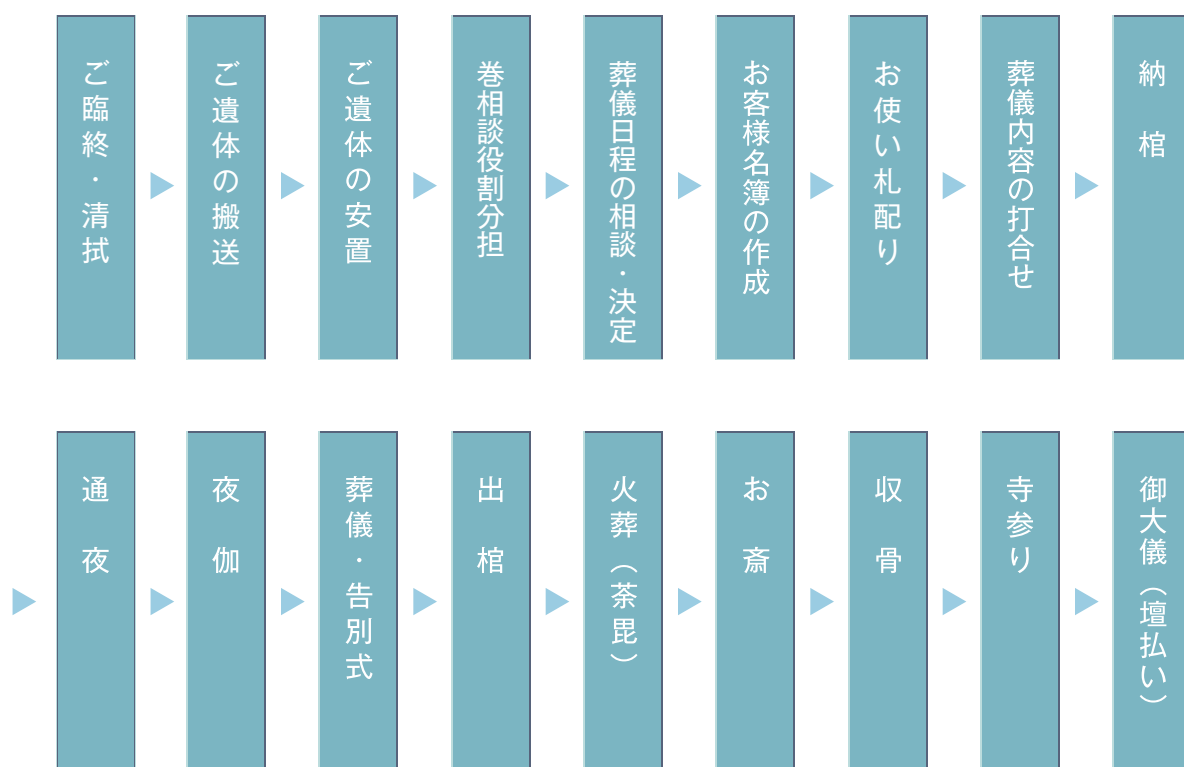 ご臨終・清拭
ご遺体の搬送
ご遺体の安置
巻相談役割分担
葬儀日程の相談・決定
お客様名簿の作成
お使い札配り
葬儀内容の打合せ
納棺
通夜
夜伽
葬儀・告別式
出棺
火葬（荼毘）
お斎
収骨
寺参り
御大儀（壇払い）